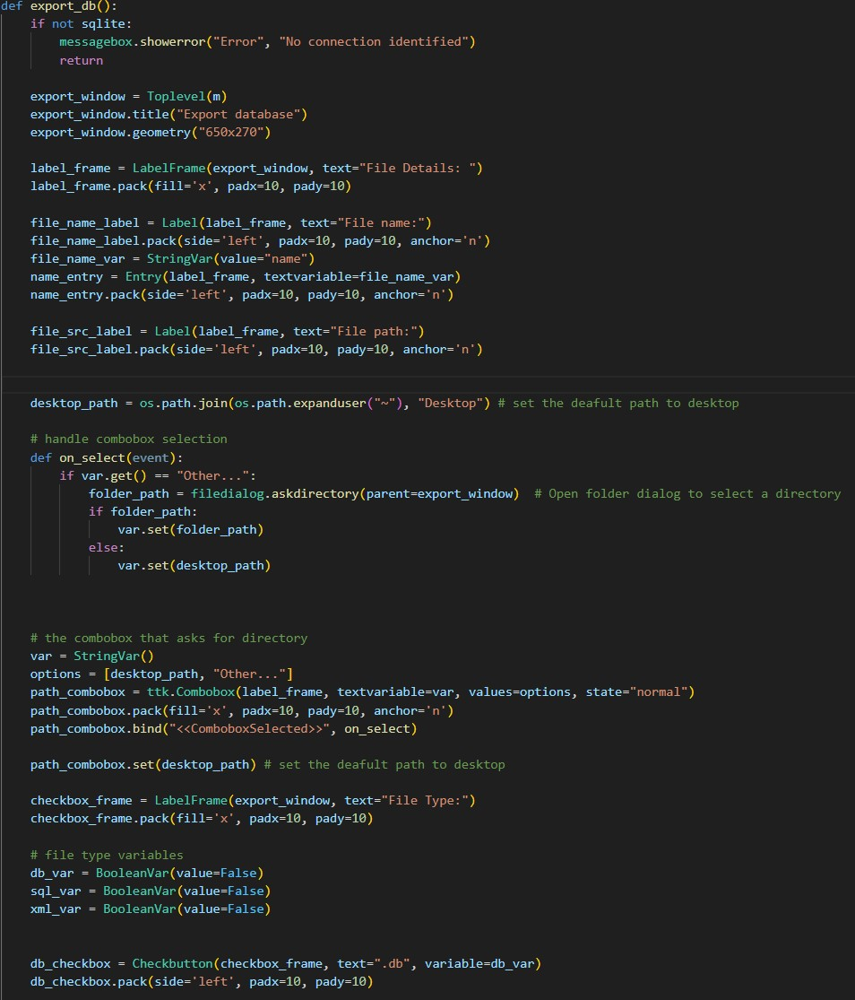 def export_db():
    if not sqlite:
        messagebox.showerror("Error", "No connection identified")
        return
    export_window = Toplevel(m)
    export_window.title("Export database")
    export_window.geometry("650x270")
    label_frame = LabelFrame(export_window, text="File Details: ")
    label_frame.pack(fill='x', padx=10, pady=10)
    file_name_label = Label(label_frame, text="File name:")
    file_name_label.pack(side='left', padx=10, pady=10, anchor='n')
    file_name_var = StringVar(value="name")
    name_entry = Entry(label_frame, textvariable=file_name_var)
    name_entry.pack(side='left', padx=10, pady=10, anchor='n')
    file_src_label = Label(label_frame, text="File path:")
    file_src_label.pack(side='left', padx=10, pady=10, anchor='n')
    desktop_path = os.path.join(os.path.expanduser("~"), "Desktop") # set the deafult path to desktop
    # handle combobox selection
    def on_select(event):
        if var.get() == "Other...":
            folder_path = filedialog.askdirectory(parent=export_window)  # Open folder dialog to select a directory
            if folder_path:
                var.set(folder_path)
            else:
                var.set(desktop_path)
    # the combobox that asks for directory
    var = StringVar()
    options = [desktop_path, "Other..."]
    path_combobox = ttk.Combobox(label_frame, textvariable=var, values=options, state="normal")
    path_combobox.pack(fill='x', padx=10, pady=10, anchor='n')
    path_combobox.bind("<<ComboboxSelected>>", on_select)
    path_combobox.set(desktop_path) # set the deafult path to desktop
    checkbox_frame = LabelFrame(export_window, text="File Type:")
    checkbox_frame.pack(fill='x', padx=10, pady=10)
    # file type variables
    db_var = BooleanVar(value=False)
    sql_var = BooleanVar(value=False)
    xml_var = BooleanVar(value=False)
    db_checkbox = Checkbutton(checkbox_frame, text=".db", variable=db_var)
    db_checkbox.pack(side='left', padx=10, pady=10)